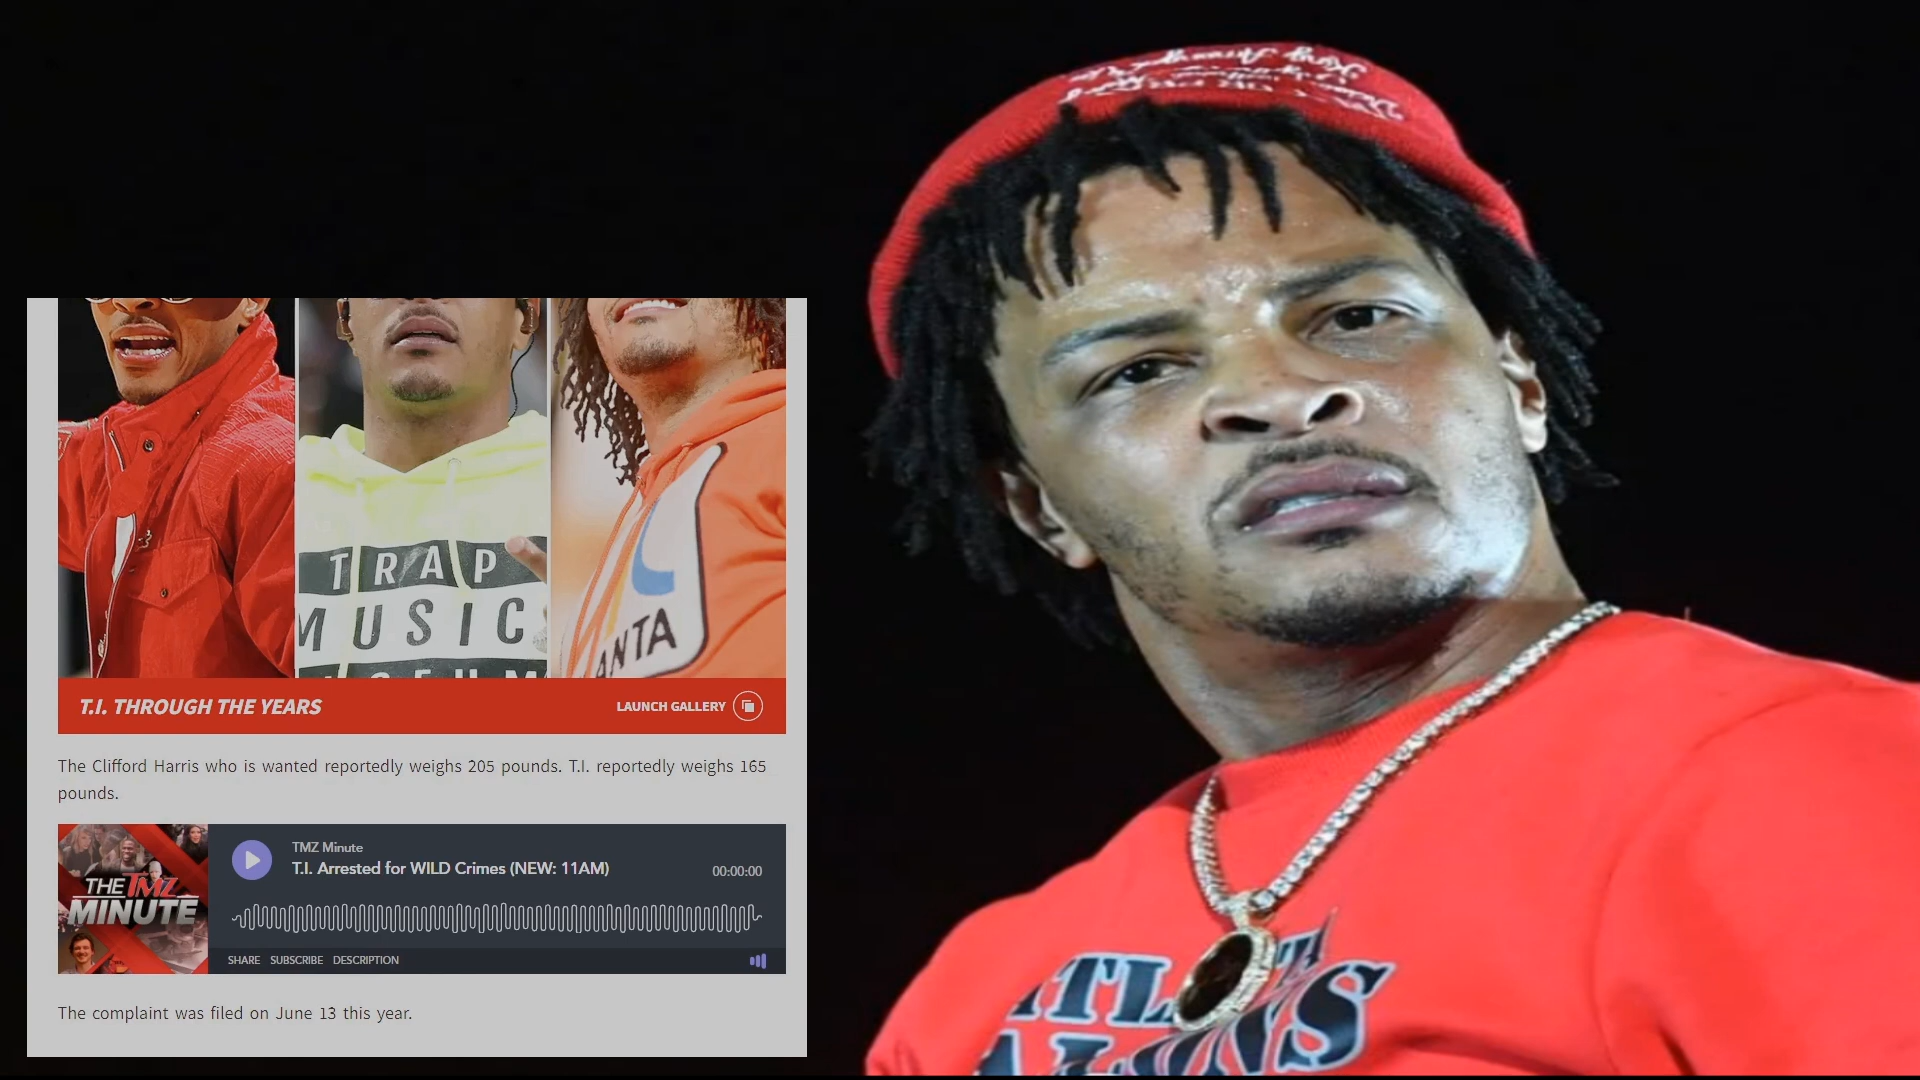 TRAP
MUSIC
ANTA
T.I. THROUGH THE YEARS
LAUNCH GALLERY
The Clifford Harris who is wanted reportedly weighs 205 pounds. T.I. reportedly weighs 165
pounds.
THE TMZ
MINUTE
TMZ Minute
T.I. Arrested for WILD Crimes (NEW: 11AM)
00:00:00
SHARE SUBSCRIBE DESCRIPTION
The complaint was filed on June 13 this year.